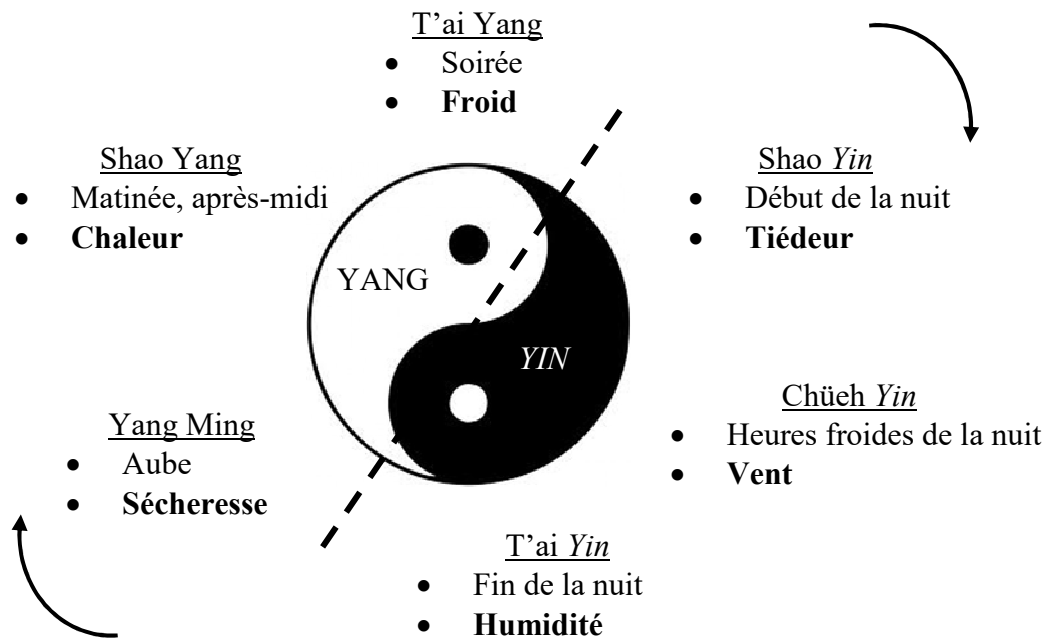 T’ai Yang
• Soirée
• Froid
Shao Yang
• Matinée, après-midi
• Chaleur
Shao Yin
• Début de la nuit
• Tiédeur
YANG
YIN
Yang Ming
• Aube
• Sécheresse
Chüeh Yin
• Heures froides de la nuit
• Vent
T’ai Yin
• Fin de la nuit
• Humidité